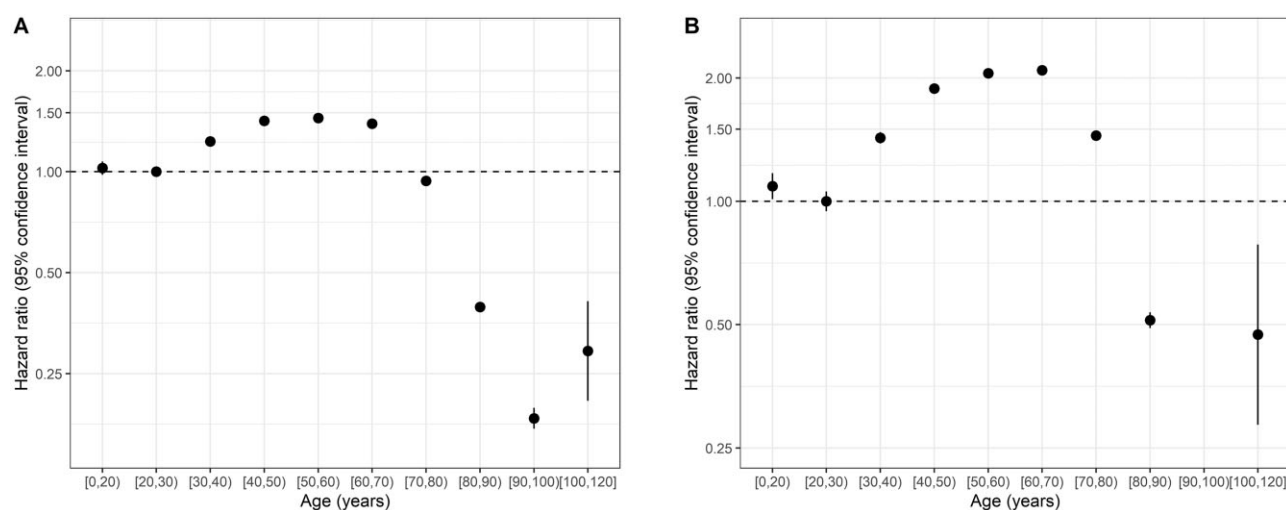 A
Hazard ratio (95% confidence interval)
2.00
1.50
1.00
0.50
0.25
[0,20) [20,30) [30,40) [40,50) [50,60) [60,70) [70,80) [80,90) [90,100) [100,120]
Age (years)
B
Hazard ratio (95% confidence interval)
2.00
1.50
1.00
0.50
0.25
[0,20) [20,30) [30,40) [40,50) [50,60) [60,70) [70,80) [80,90) [90,100) [100,120]
Age (years)